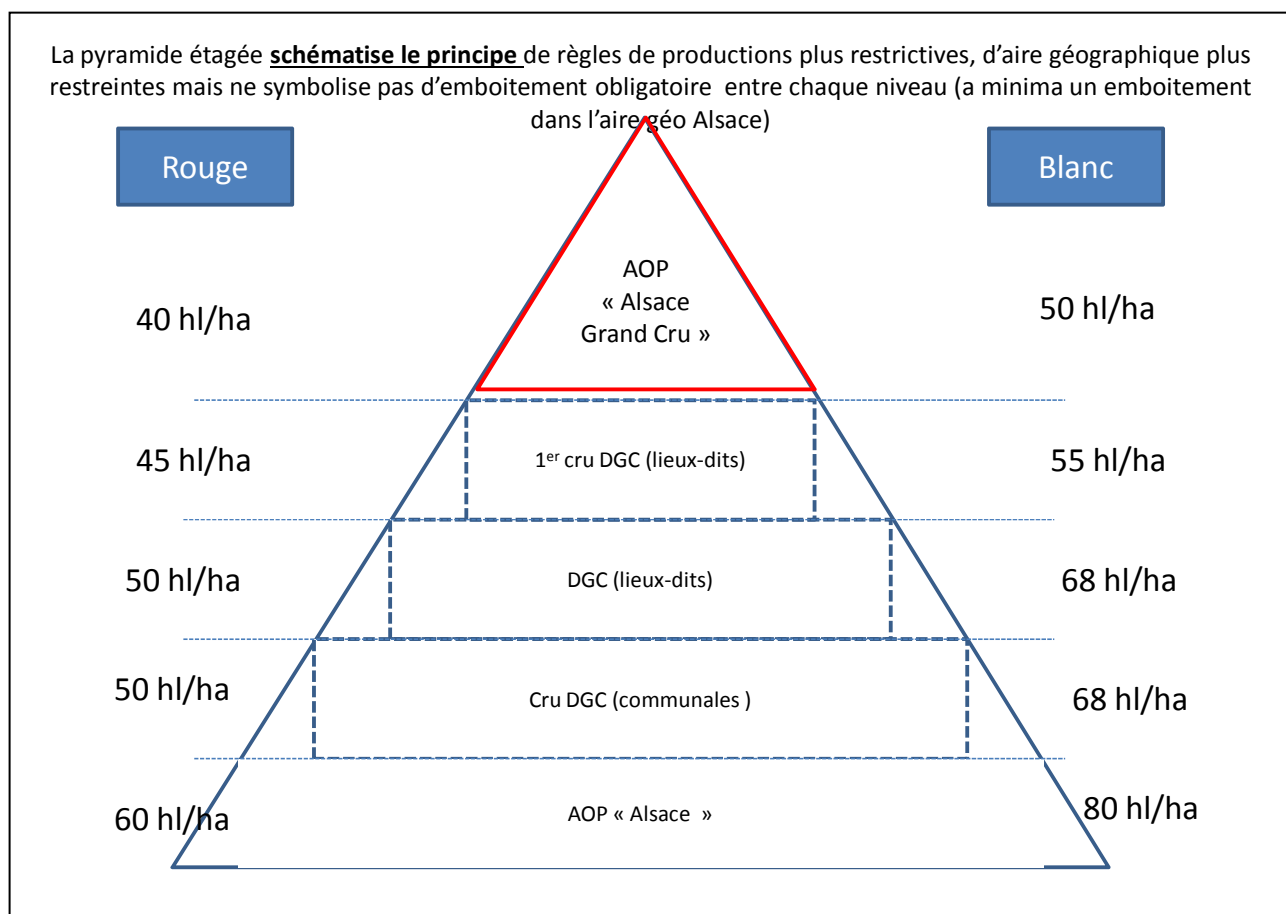 La pyramide étagée schématise le principe de règles de productions plus restrictives, d’aire géographique plus
restreintes mais ne symbolise pas d’emboitement obligatoire entre chaque niveau (a minima un emboitement
dans l’aire géo Alsace)
Rouge
Blanc
AOP
« Alsace
Grand Cru »
40 hl/ha
50 hl/ha
45 hl/ha
1er cru DGC (lieux-dits)
55 hl/ha
50 hl/ha
DGC (lieux-dits)
68 hl/ha
50 hl/ha
Cru DGC (communales )
68 hl/ha
60 hl/ha
AOP « Alsace »
80 hl/ha